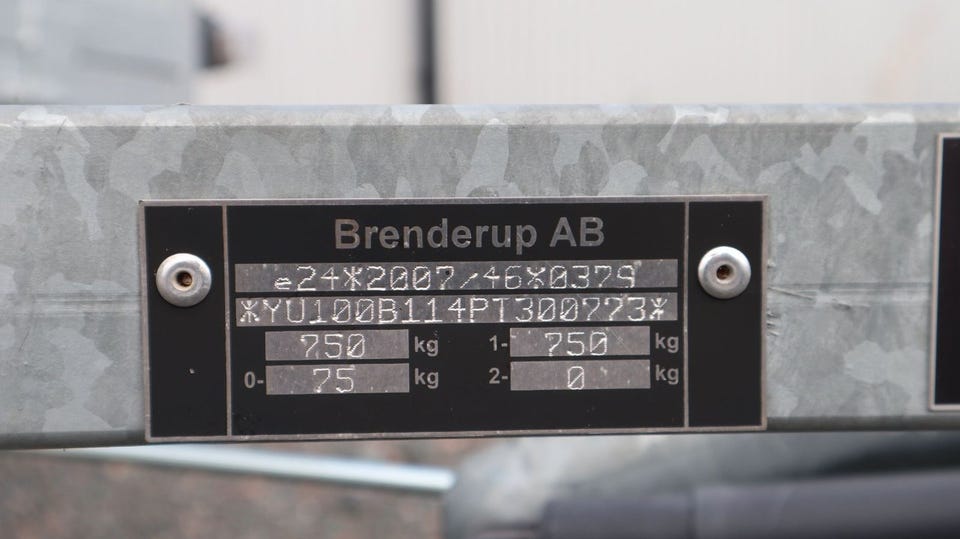 Brenderup AB
e24*2007/46*0379
*YU100B114PT300773*
750 kg 1- 750 kg
0- 75 kg 2- 0 kg